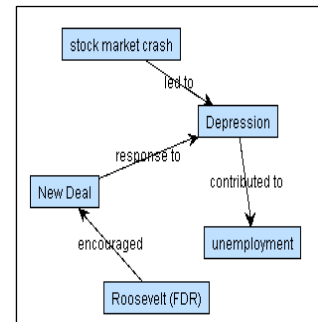 stock market crash
led to
Depression
response to
New Deal
contributed to
encouraged
unemployment
Roosevelt (FDR)